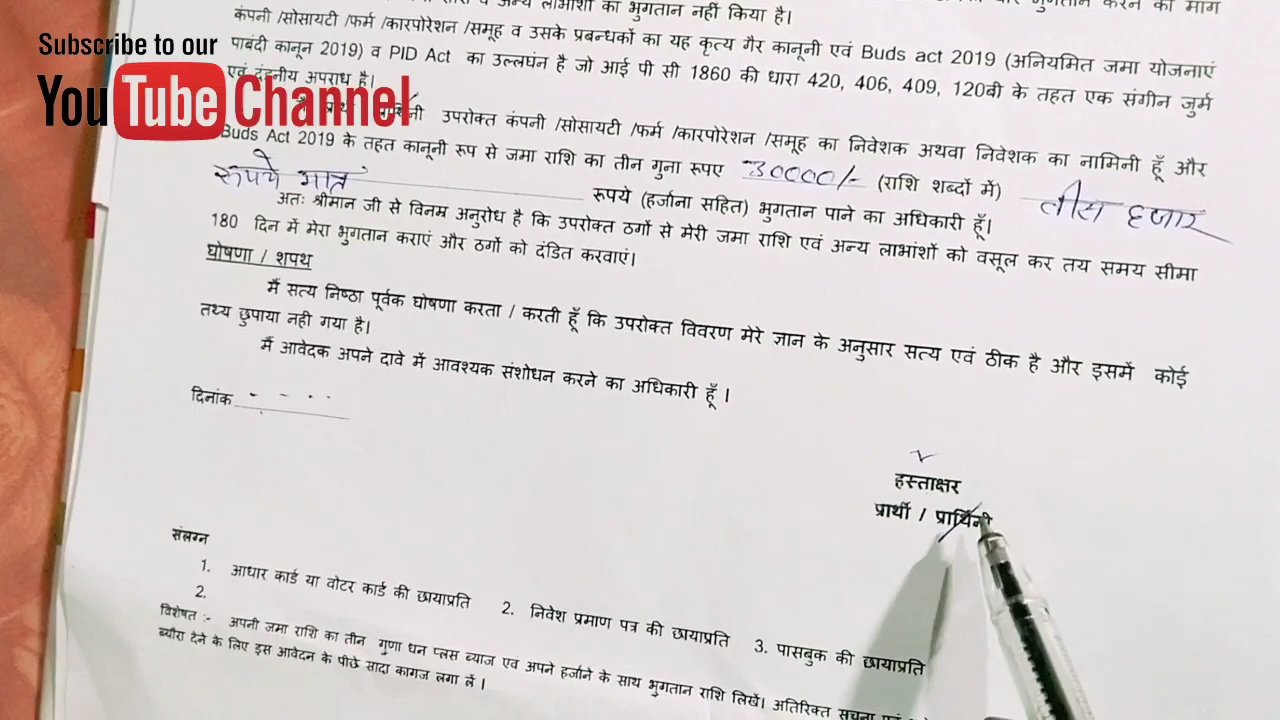 Subscribe to our
YouTube Channel
व अन्य लाभांशों का भुगतान नहीं किया है।
कंपनी /सोसायटी /फर्म /कारपोरेशन /समूह व उसके प्रबन्धकों का यह कृत्य गैर कानूनी एवं Buds act 2019 (अनियमित जमा योजनाएं
पाबंदी कानून 2019) व PID Act का उल्लघंन है जो आई पी सी 1860 की धारा 420, 406, 409, 120बी के तहत एक संगीन जुर्म
एवं दंडनीय अपराध है।
उपरोक्त कंपनी /सोसायटी /फर्म /कारपोरेशन /समूह का निवेशक अथवा निवेशक का नामिनी हूँ और
Buds Act 2019 के तहत कानूनी रूप से जमा राशि का तीन गुना रूपए 30000/- (राशि शब्दों में) तीस हजार
रूपये मात्र रूपये (हर्जाना सहित) भुगतान पाने का अधिकारी हूँ।
अतः श्रीमान जी से विनम्र अनुरोध है कि उपरोक्त ठगों से मेरी जमा राशि एवं अन्य लाभांशों को वसूल कर तय समय सीमा
180 दिन में मेरा भुगतान कराएं और ठगों को दंडित करवाएं।
घोषणा / शपथ
मैं सत्य निष्ठा पूर्वक घोषणा करता / करती हूँ कि उपरोक्त विवरण मेरे ज्ञान के अनुसार सत्य एवं ठीक है और इसमें कोई
तथ्य छुपाया नही गया है।
मैं आवेदक अपने दावे में आवश्यक संशोधन करने का अधिकारी हूँ ।
दिनांक
हस्ताक्षर
प्रार्थी / प्रार्थिनी
संलग्न
1. आधार कार्ड या वोटर कार्ड की छायाप्रति 2. निवेश प्रमाण पत्र की छायाप्रति 3. पासबुक की छायाप्रति
2.
विशेषत :- अपनी जमा राशि का तीन गुणा धन प्लस ब्याज एवं अपने हर्जाने के साथ भुगतान राशि लिखें। अतिरिक्त सूचना एवं
ब्यौरा देने के लिए इस आवेदन के पीछे सादा कागज लगा लें ।